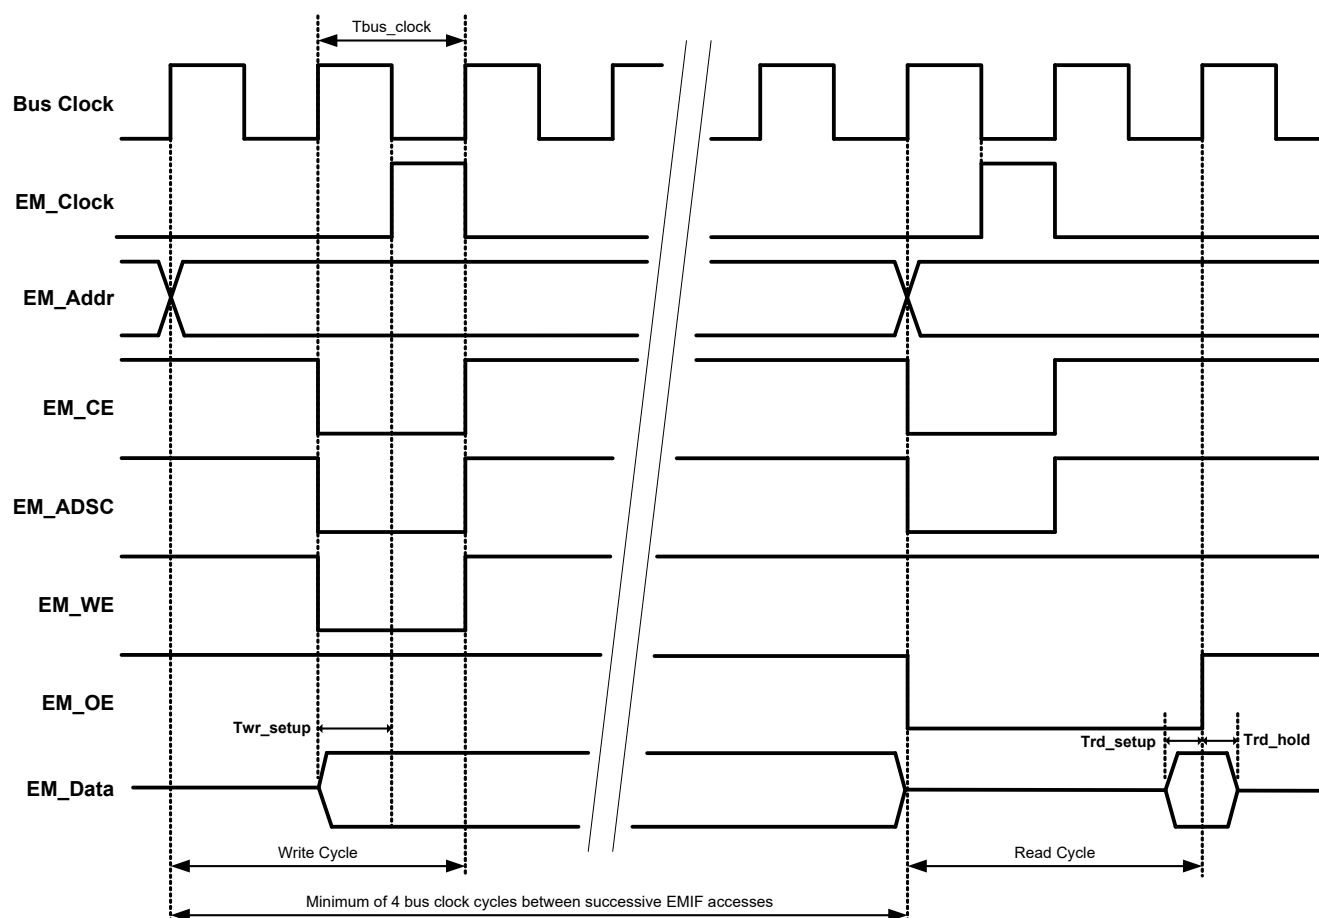 Tbus_clock
Bus Clock
EM_Clock
EM_Addr
EM_CE
EM_ADSC
EM_WE
EM_OE
Twr_setup
Trd_setup
Trd_hold
EM_Data
Write Cycle
Read Cycle
Minimum of 4 bus clock cycles between successive EMIF accesses